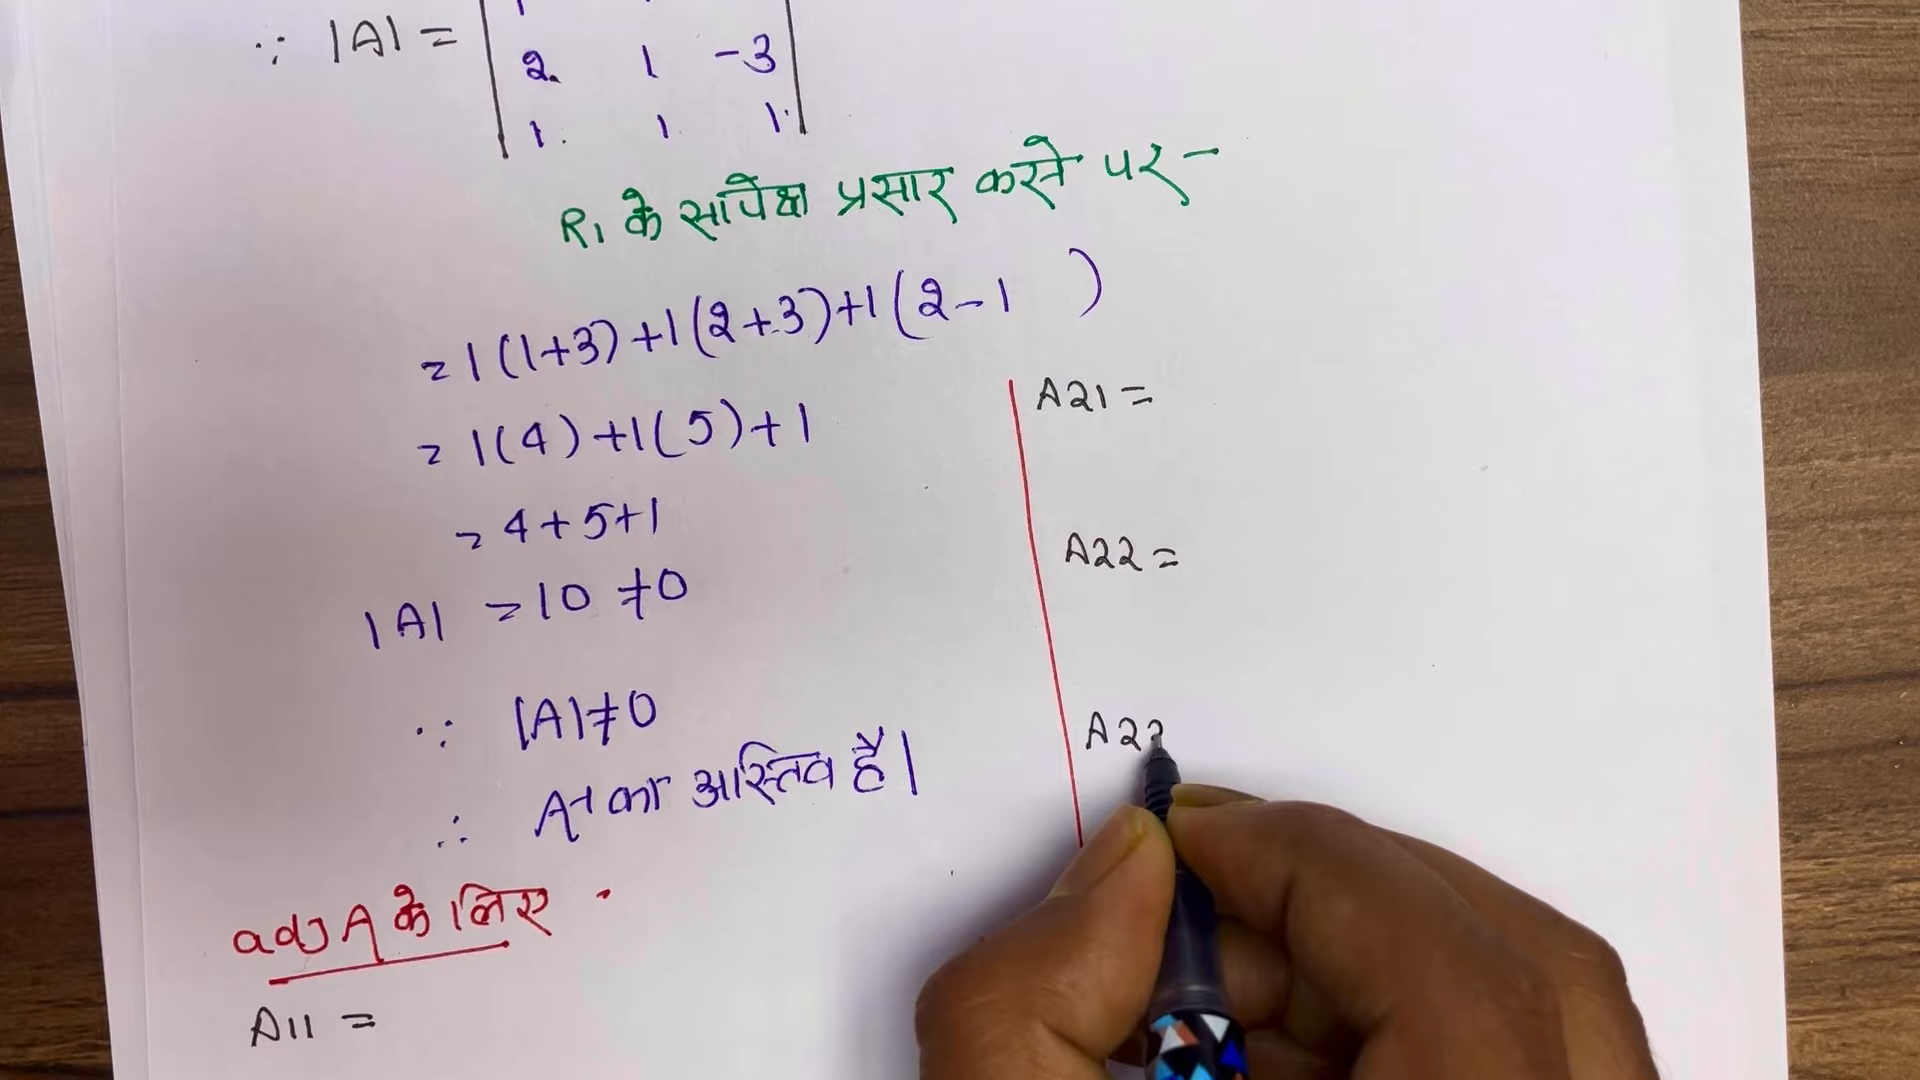 ∵ |A| =
2 1 -3
1 1 1
R1 के सापेक्ष प्रसार करने पर -
= 1(1+3)+1(2+3)+1(2-1 )
= 1(4)+1(5)+1
= 4+5+1
|A| = 10 ≠0
∵ |A|≠0
∴ A⁻¹ का अस्तिव है।
adj A के लिए
A11 =
A21 =
A22 =
A22